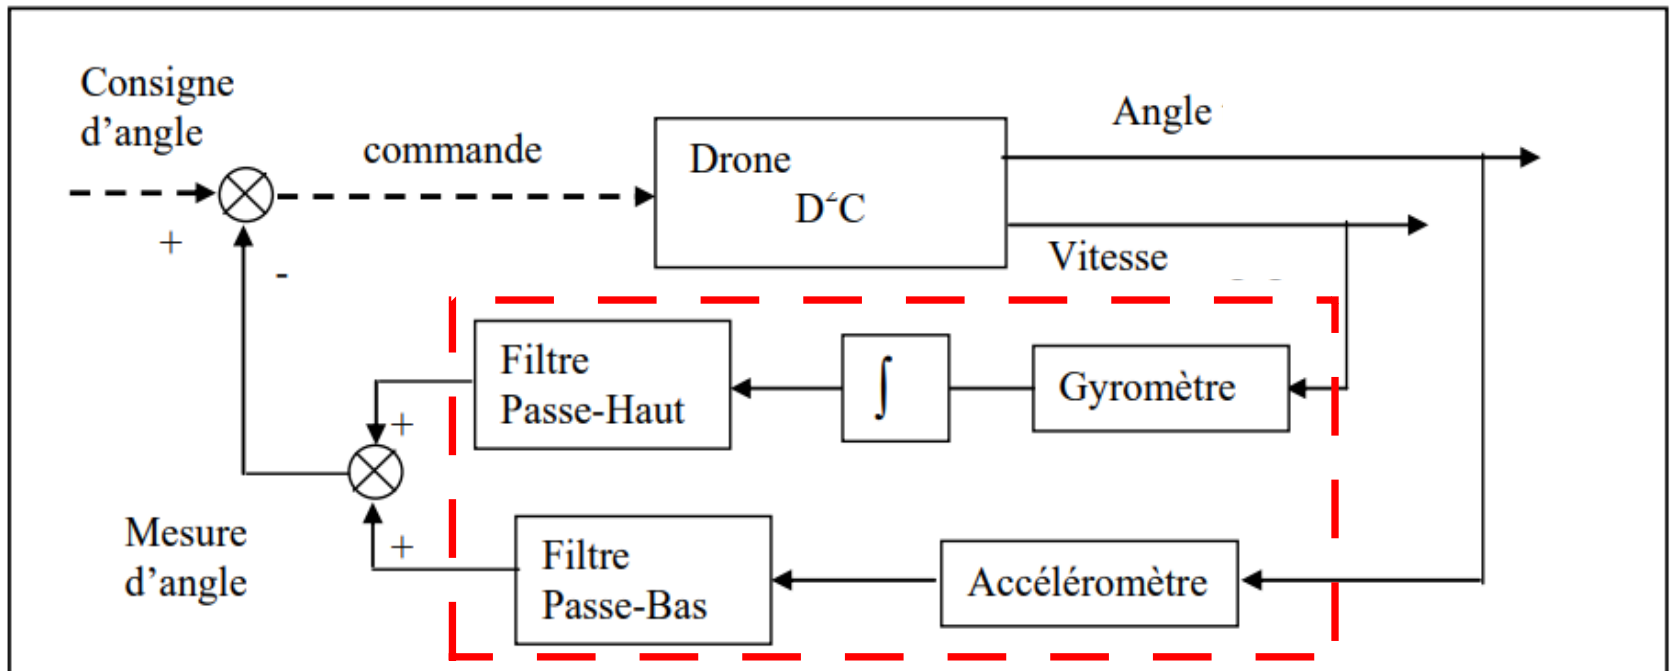 Consigne
d’angle
commande
Angle
Drone
D²C
+
-
Vitesse
Filtre
Passe-Haut
∫
Gyromètre
+
Mesure
d’angle
+
Filtre
Passe-Bas
Accéléromètre